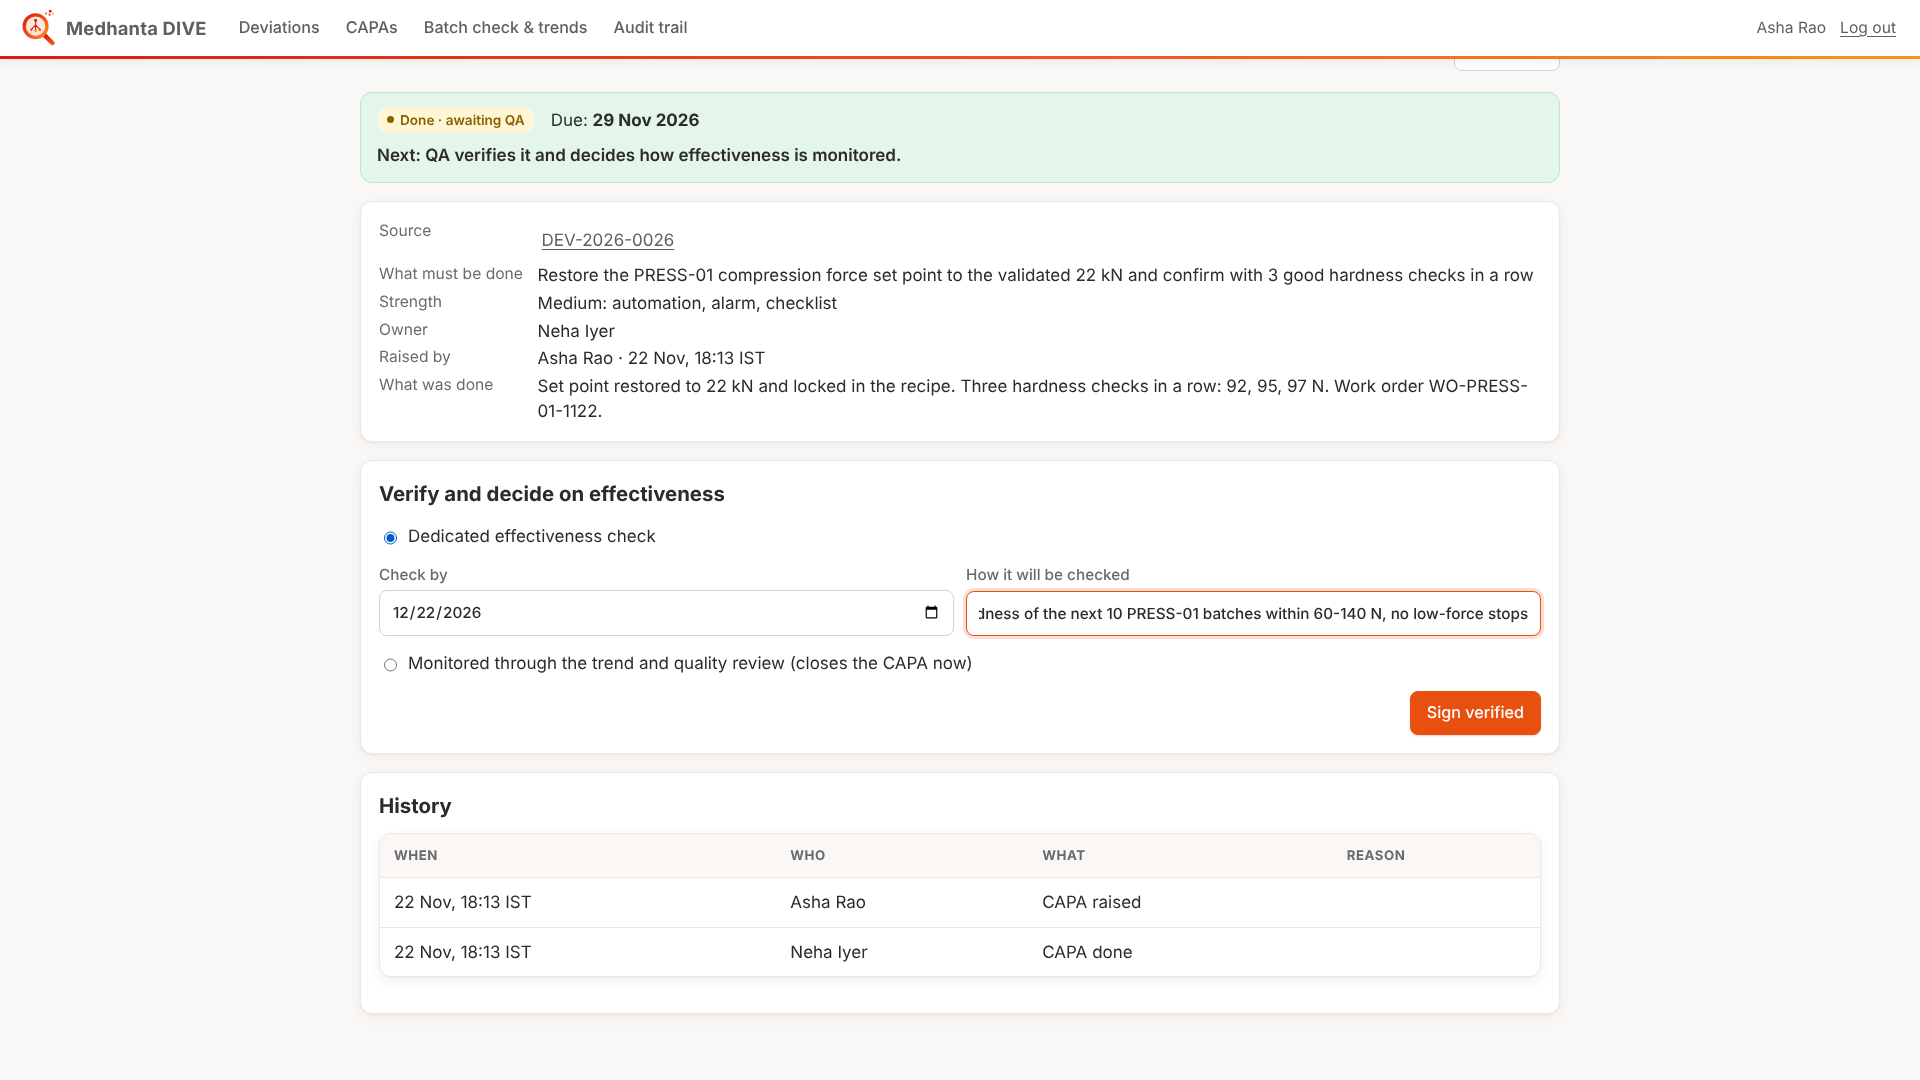 Medhanta DIVE Deviations CAPAs Batch check & trends Audit trail Asha Rao Log out
Done · awaiting QA Due: 29 Nov 2026
Next: QA verifies it and decides how effectiveness is monitored.
Source DEV-2026-0026
What must be done Restore the PRESS-01 compression force set point to the validated 22 kN and confirm with 3 good hardness checks in a row
Strength Medium: automation, alarm, checklist
Owner Neha Iyer
Raised by Asha Rao · 22 Nov, 18:13 IST
What was done Set point restored to 22 kN and locked in the recipe. Three hardness checks in a row: 92, 95, 97 N. Work order WO-PRESS-
01-1122.
Verify and decide on effectiveness
Dedicated effectiveness check
Check by How it will be checked
12/22/2026 dness of the next 10 PRESS-01 batches within 60-140 N, no low-force stops
Monitored through the trend and quality review (closes the CAPA now)
Sign verified
History
WHEN WHO WHAT REASON
22 Nov, 18:13 IST Asha Rao CAPA raised
22 Nov, 18:13 IST Neha Iyer CAPA done